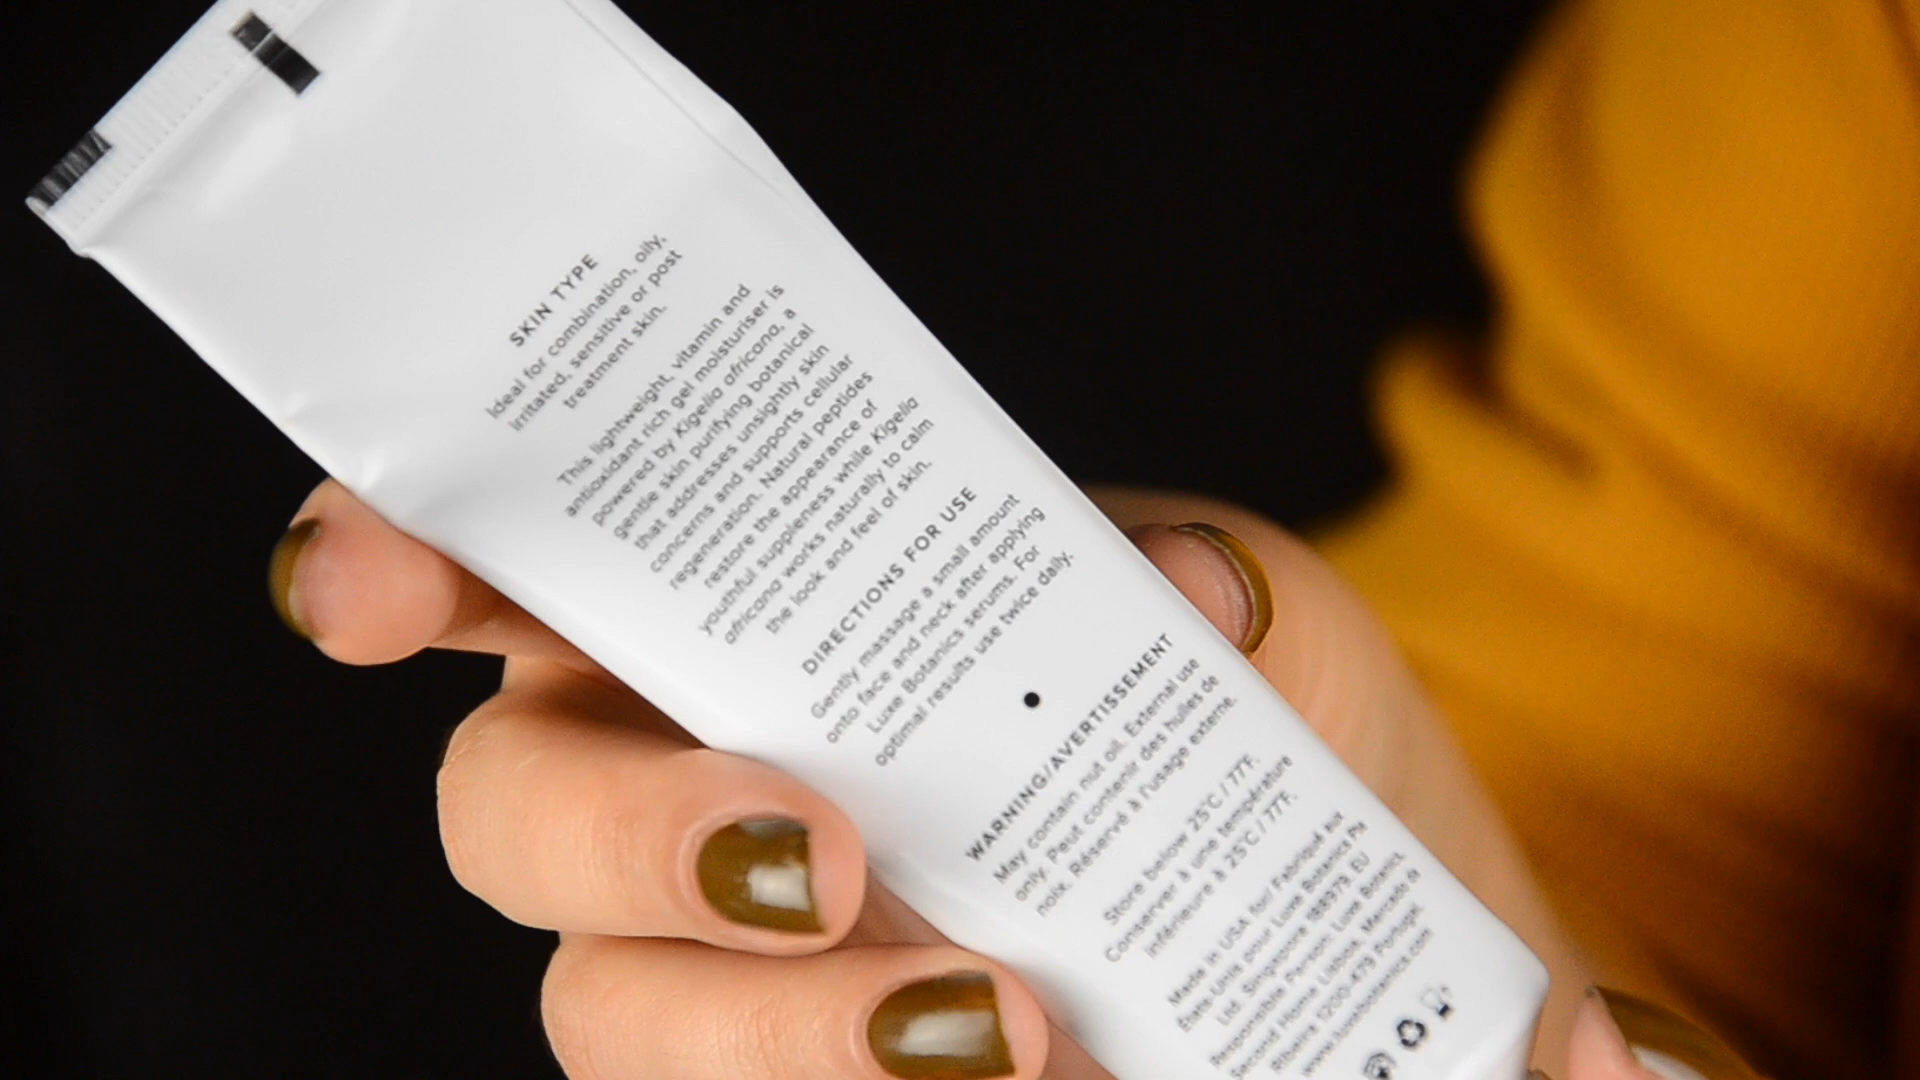 SKIN TYPE
Ideal for combination, oily,
irritated, sensitive or post
treatment skin.
This lightweight, vitamin and
antioxidant rich gel moisturiser is
powered by Kigelia africana, a
gentle skin purifying botanical
that addresses unsightly skin
concerns and supports cellular
regeneration. Natural peptides
restore the appearance of
youthful suppleness while Kigelia
africana works naturally to calm
the look and feel of skin.
DIRECTIONS FOR USE
Gently massage a small amount
onto face and neck after applying
Luxe Botanics serums. For
optimal results use twice daily.
WARNING/AVERTISSEMENT
May contain nut oil. External use
only. Peut contenir des huiles de
noix. Réservé à l'usage externe.
Store below 25°C / 77°F.
Conserver à une température
inférieure à 25°C / 77°F.
Made in USA for/ Fabriqué aux
États-Unis pour Luxe Botanics Pte
Ltd. Singapore 188979. EU
Responsible Person: Luxe Botanics,
Second Home Lisboa, Mercado da
Ribeira 1200-479 Portugal
www.luxebotanics.com